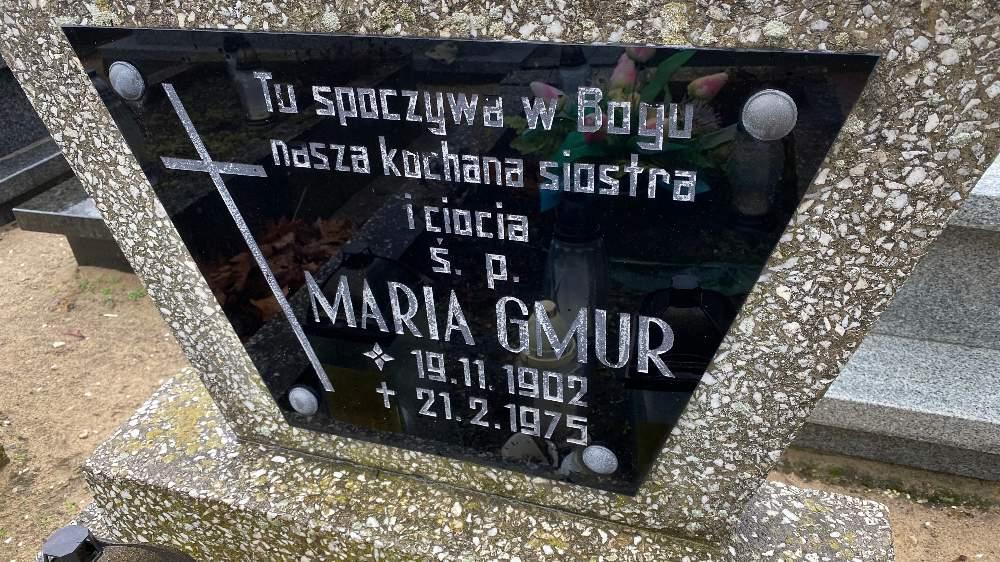 Tu spoczywa w Bogu
nasza kochana siostra
i ciocia
ś. p.
MARIA GMUR
19.11.1902
21.2.1975